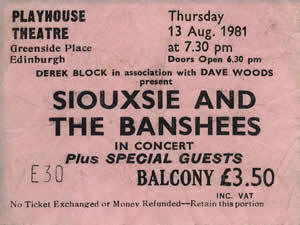 PLAYHOUSE THEATRE
Greenside Place
Edinburgh
Thursday
13 Aug. 1981
at 7.30 pm
Doors Open 6.30 pm
DEREK BLOCK in association with DAVE WOODS
present
SIOUXSIE AND
THE BANSHEES
IN CONCERT
Plus SPECIAL GUESTS
E30
BALCONY £3.50
INC. VAT
No Ticket Exchanged or Money Refunded—Retain this portion